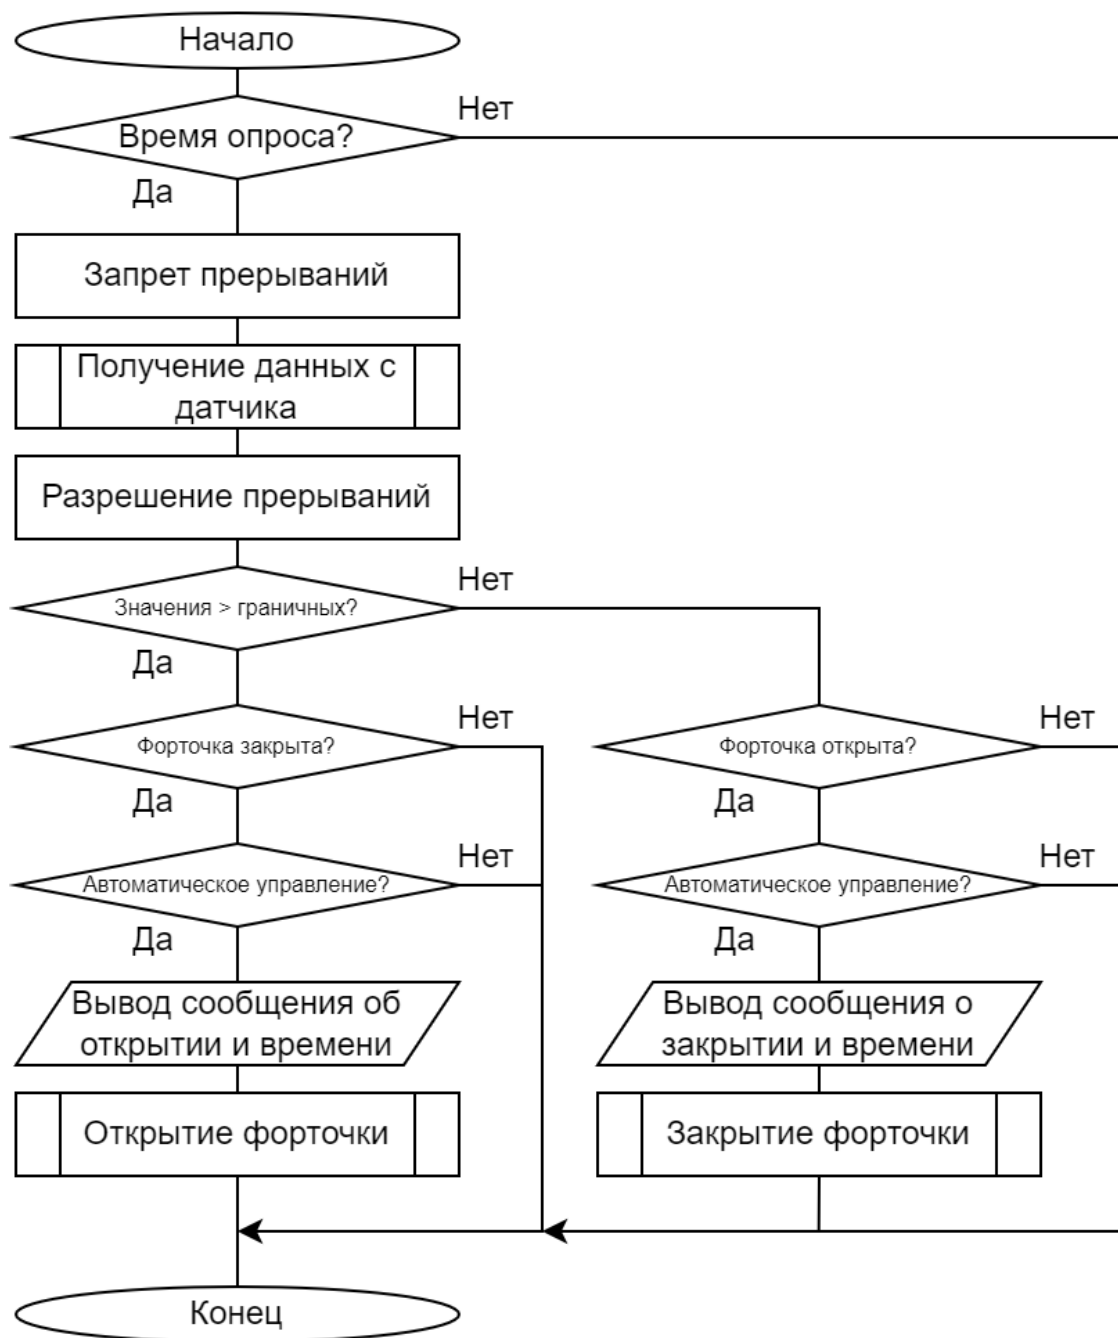 Начало
Нет
Время опроса?
Да
Запрет прерываний
Получение данных с
датчика
Разрешение прерываний
Нет
Значения > граничных?
Да
Нет
Нет
Форточка закрыта?
Форточка открыта?
Да
Да
Нет
Нет
Автоматическое управление?
Автоматическое управление?
Да
Да
Вывод сообщения об
открытии и времени
Вывод сообщения о
закрытии и времени
Открытие форточки
Закрытие форточки
Конец